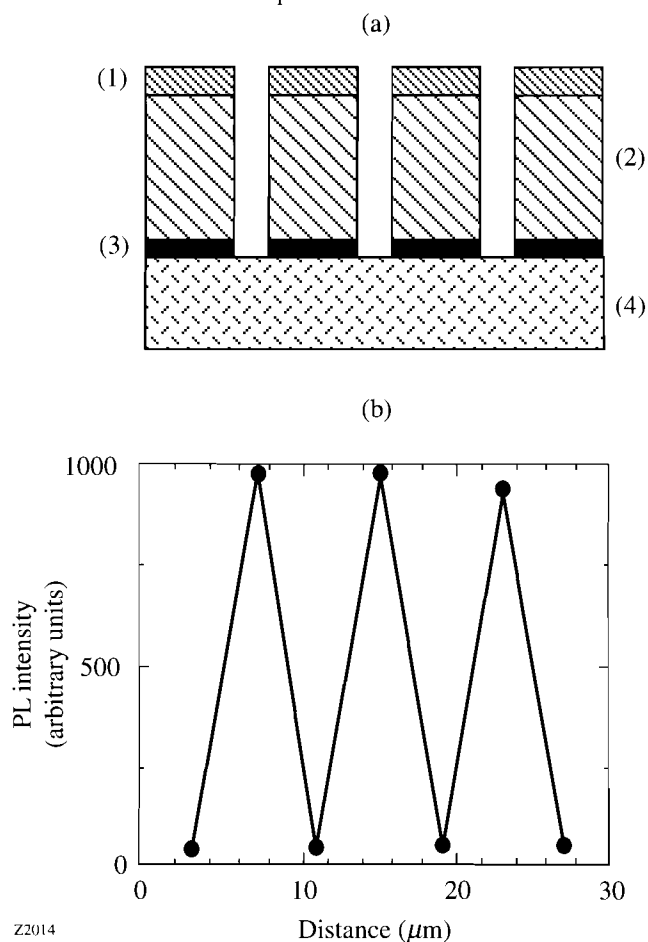 (a)
(1)
(2)
(3)
(4)
(b)
1000
500
0
PL intensity
(arbitrary units)
0 10 20 30
Distance (μm)
Z2014